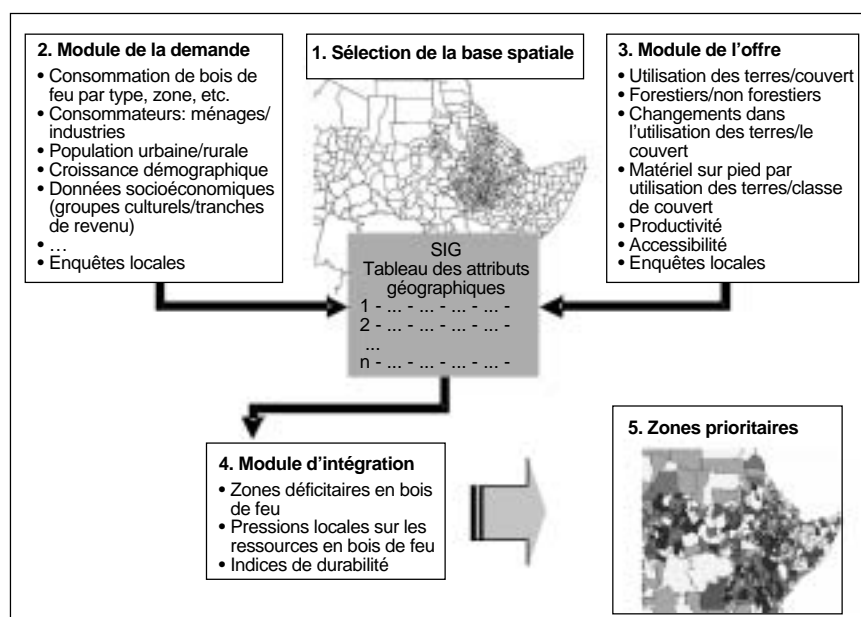 2. Module de la demande
• Consommation de bois de
feu par type, zone, etc.
• Consommateurs: ménages/
industries
• Population urbaine/rurale
• Croissance démographique
• Données socioéconomiques
(groupes culturels/tranches
de revenu)
• ...
• Enquêtes locales
1. Sélection de la base spatiale
3. Module de l’offre
• Utilisation des terres/couvert
• Forestiers/non forestiers
• Changements dans
l’utilisation des terres/le
couvert
• Matériel sur pied par
utilisation des terres/classe
de couvert
• Productivité
• Accessibilité
• Enquêtes locales
SIG
Tableau des attributs
géographiques
1 - ... - ... - ... - ... -
2 - ... - ... - ... - ... -
...
n - ... - ... - ... - ... -
4. Module d’intégration
• Zones déficitaires en bois
de feu
• Pressions locales sur les
ressources en bois de feu
• Indices de durabilité
5. Zones prioritaires